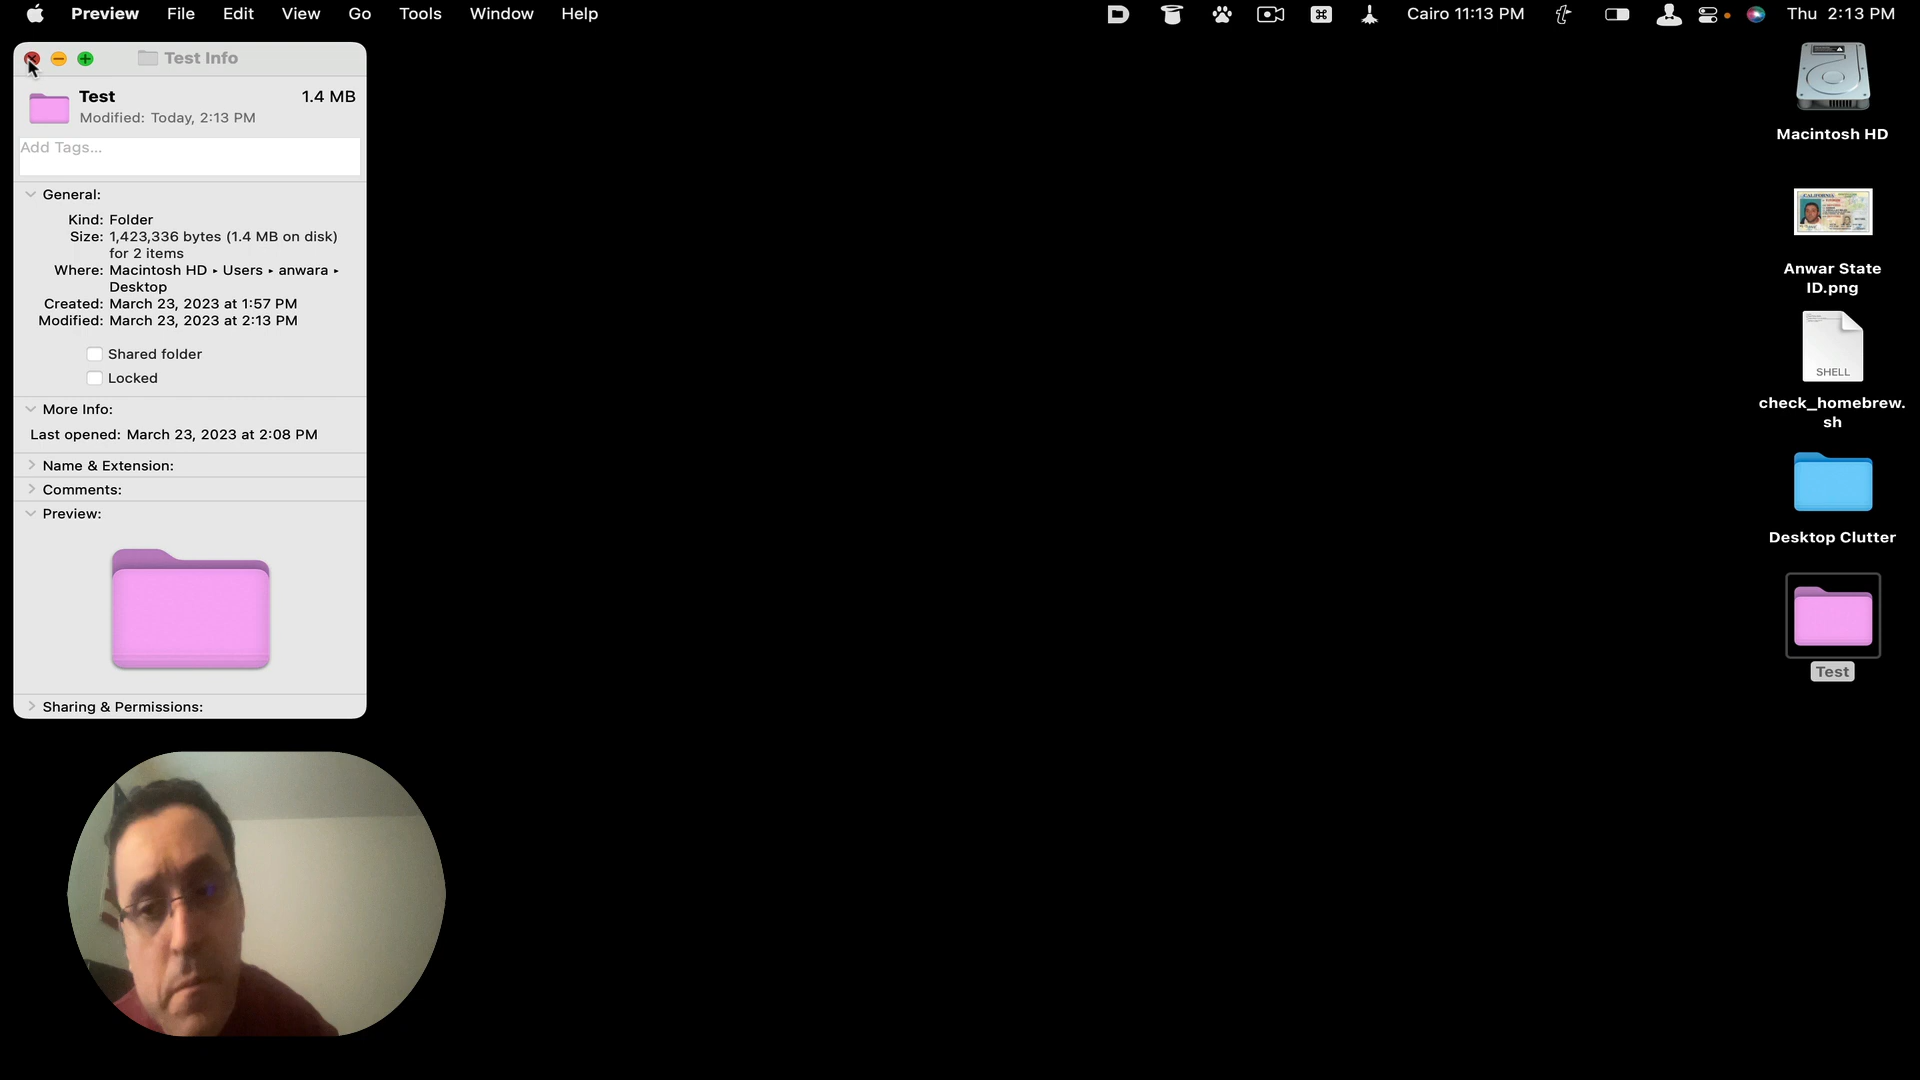 Preview File Edit View Go Tools Window Help Cairo 11:13 PM Thu 2:13 PM
Test Info
Test 1.4 MB
Modified: Today, 2:13 PM
Add Tags...
General:
Kind: Folder
Size: 1,423,336 bytes (1.4 MB on disk)
for 2 items
Where: Macintosh HD ▸ Users ▸ anwara ▸
Desktop
Created: March 23, 2023 at 1:57 PM
Modified: March 23, 2023 at 2:13 PM
Shared folder
Locked
More Info:
Last opened: March 23, 2023 at 2:08 PM
Name & Extension:
Comments:
Preview:
Sharing & Permissions:
Macintosh HD
Anwar State
ID.png
SHELL
check_homebrew.
sh
Desktop Clutter
Test